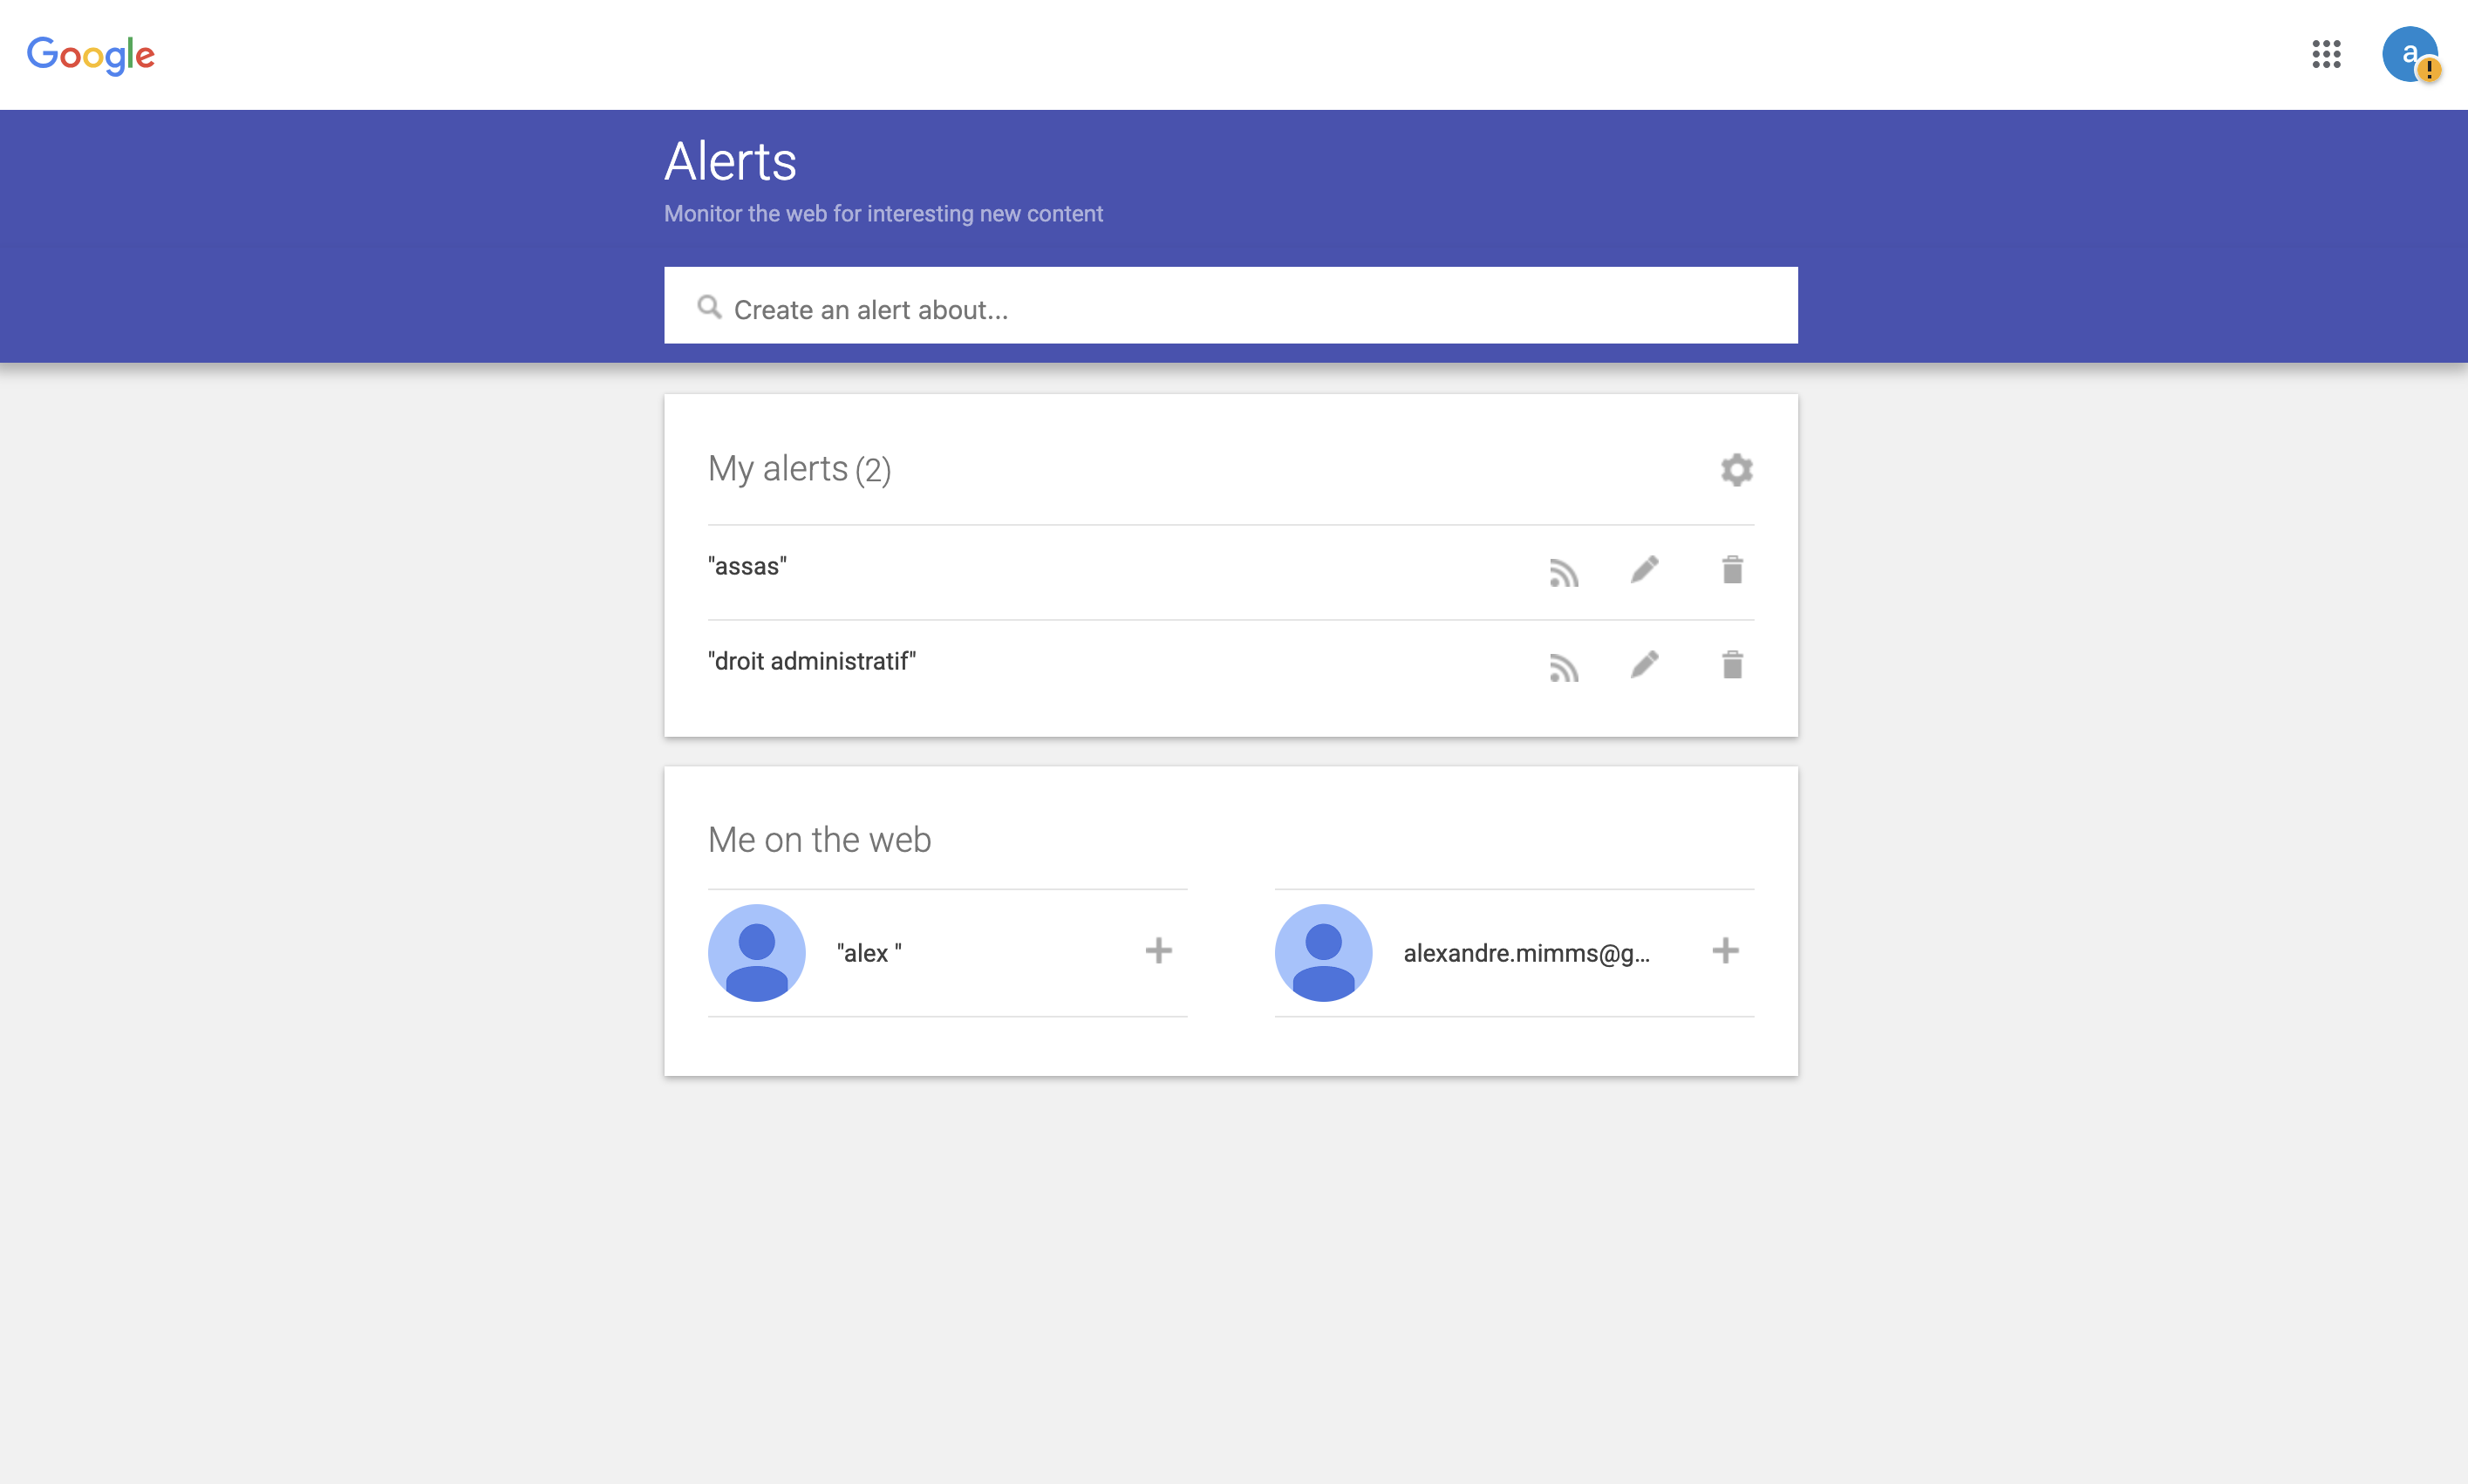 Google
a
Alerts
Monitor the web for interesting new content
Create an alert about...
My alerts (2)
"assas"
"droit administratif"
Me on the web
"alex "
alexandre.mimms@g...